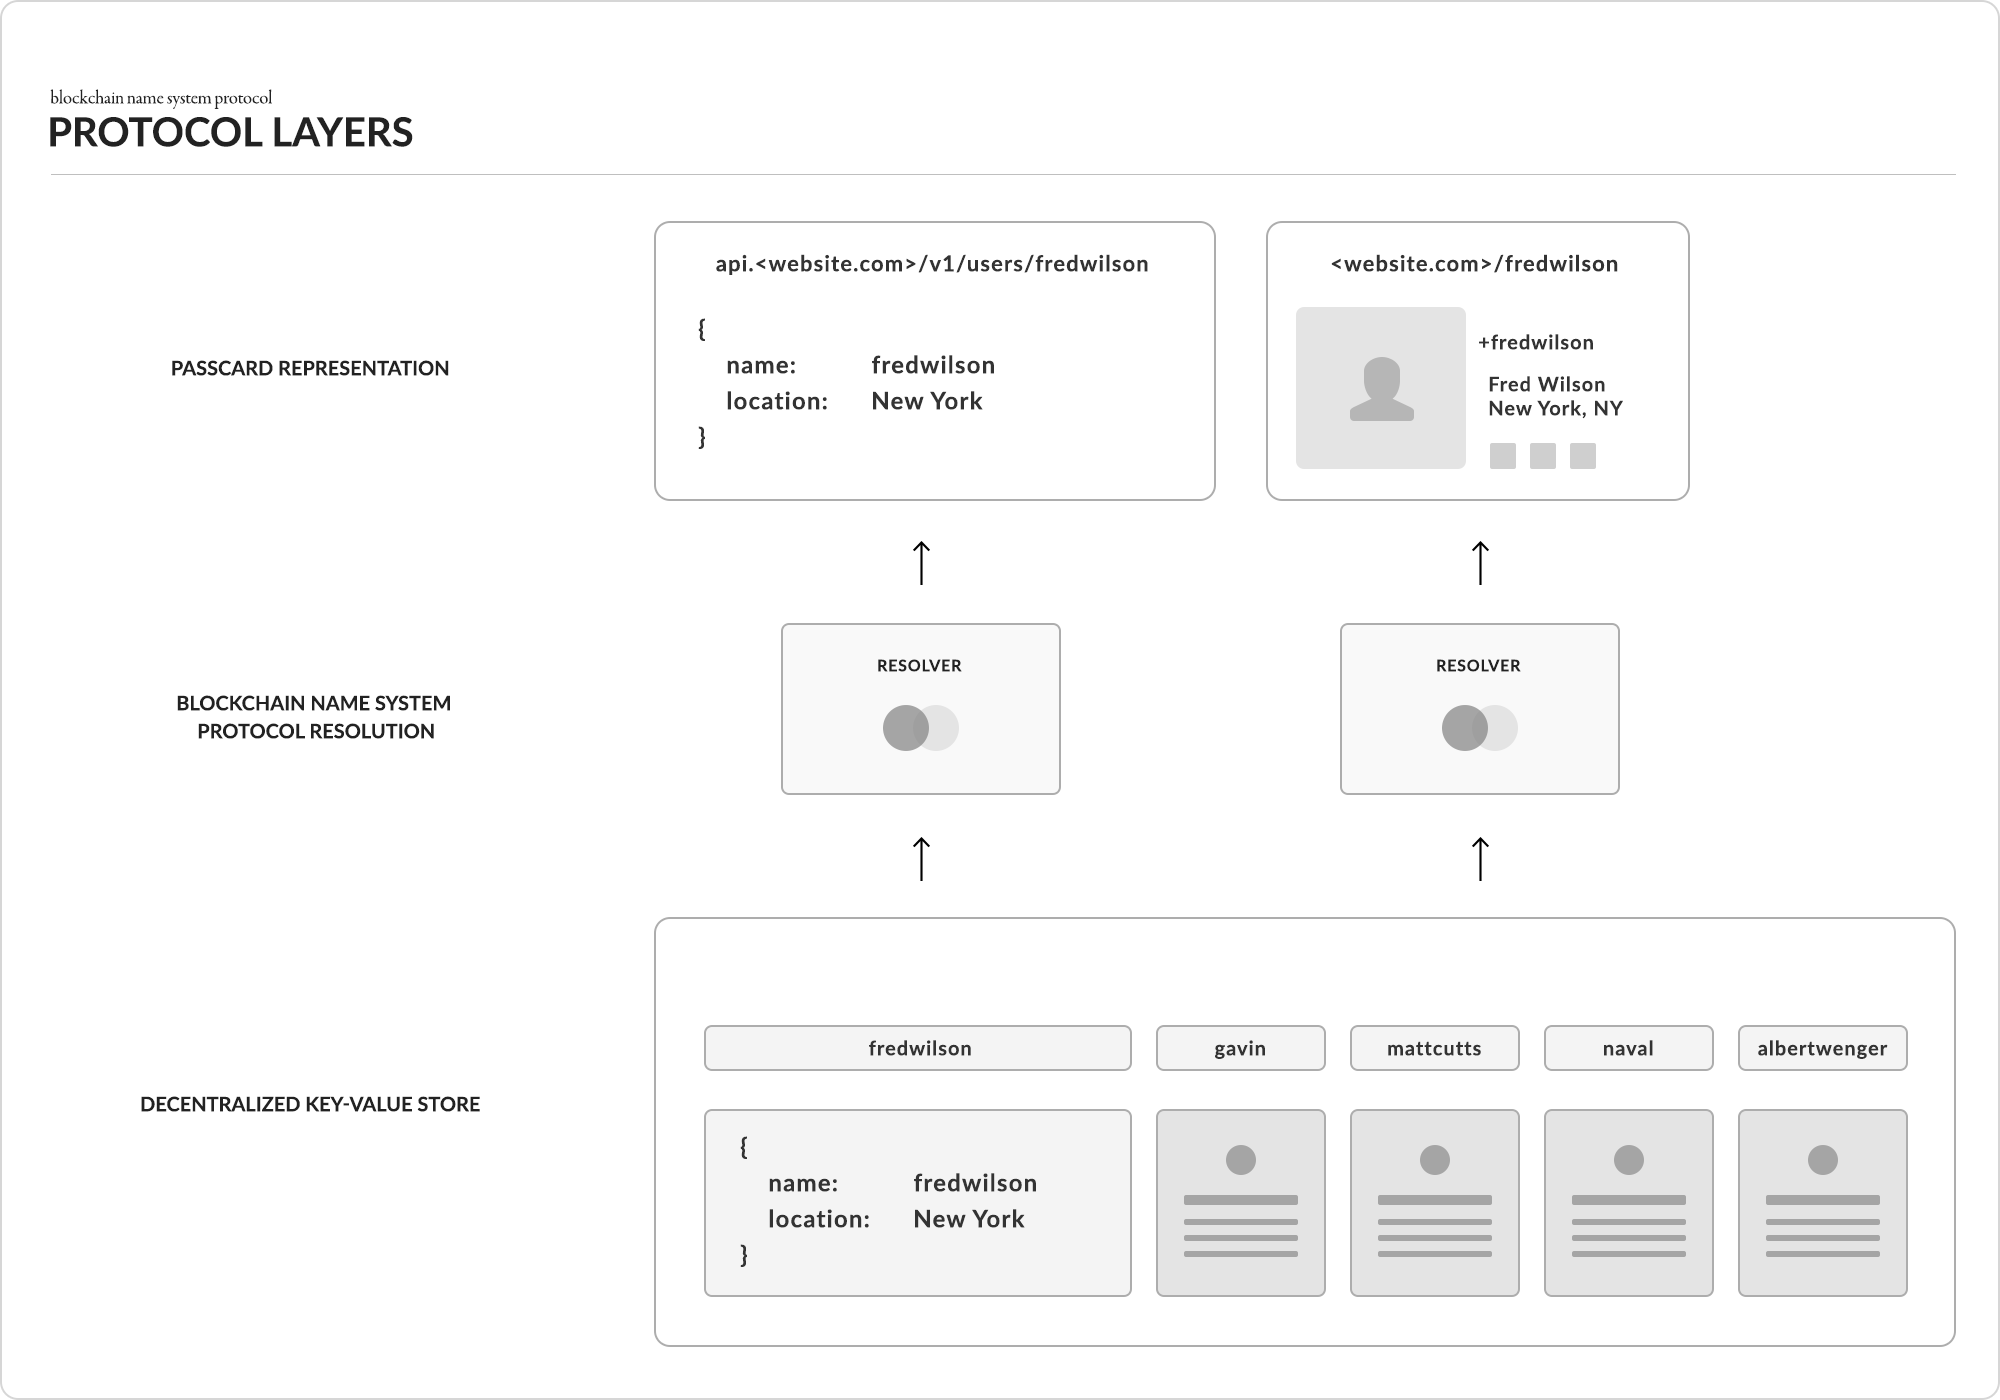 blockchain name system protocol
PROTOCOL LAYERS
PASSCARD REPRESENTATION
api.<website.com>/v1/users/fredwilson
{
name: fredwilson
location: New York
}
<website.com>/fredwilson
+fredwilson
Fred Wilson
New York, NY
BLOCKCHAIN NAME SYSTEM
PROTOCOL RESOLUTION
RESOLVER
RESOLVER
DECENTRALIZED KEY-VALUE STORE
fredwilson
gavin
mattcutts
naval
albertwenger
{
name: fredwilson
location: New York
}